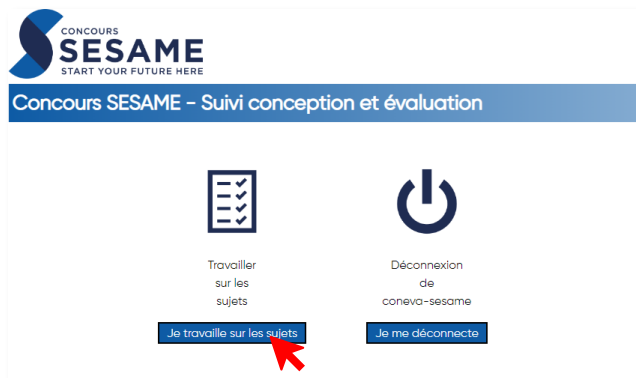 CONCOURS
SESAME
START YOUR FUTURE HERE
Concours SESAME - Suivi conception et évaluation
Travailler
sur les
sujets
Je travaille sur les sujets
Déconnexion
de
coneva-sesame
Je me déconnecte